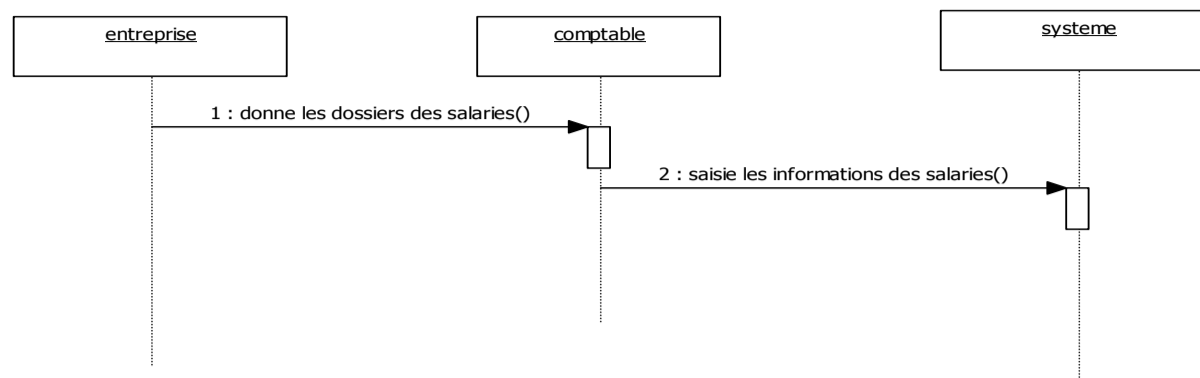 entreprise
comptable
systeme
1 : donne les dossiers des salaries()
2 : saisie les informations des salaries()